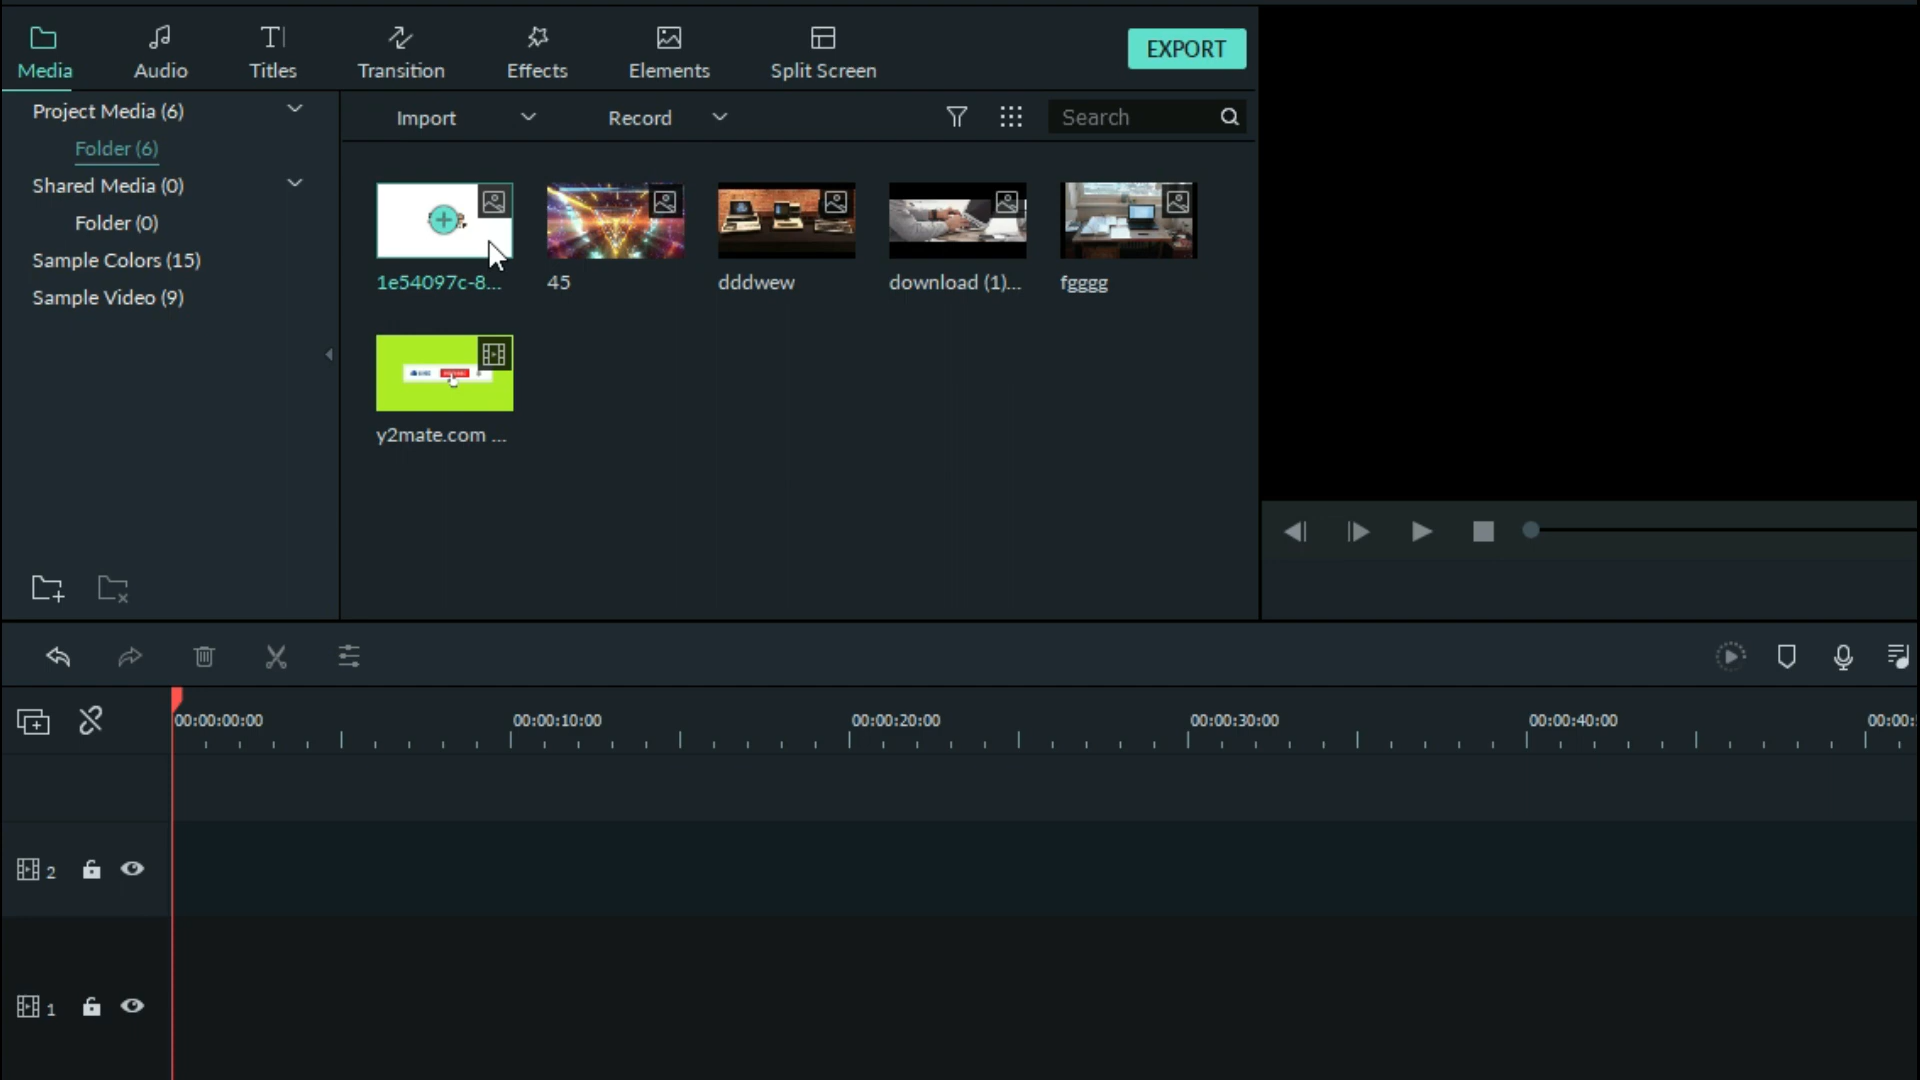 Media
Audio
Titles
Transition
Effects
Elements
Split Screen
EXPORT
Project Media (6)
Folder (6)
Shared Media (0)
Folder (0)
Sample Colors (15)
Sample Video (9)
Import
Record
Search
1e54097c-8...
45
dddwew
download (1)...
fgggg
y2mate.com ...
00:00:00:00
00:00:10:00
00:00:20:00
00:00:30:00
00:00:40:00
00:00:
2
1